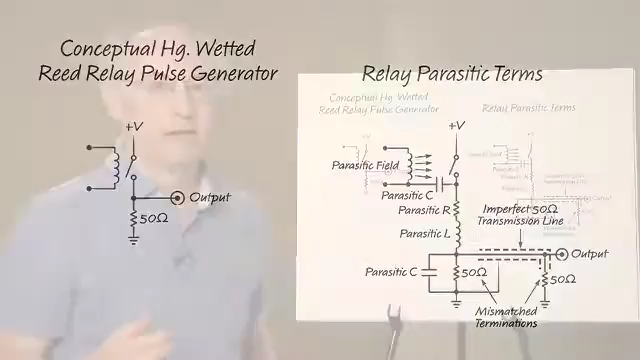 Conceptual Hg. Wetted
Reed Relay Pulse Generator
+V
Output
50Ω
Relay Parasitic Terms
Conceptual Hg. Wetted
Reed Relay Pulse Generator
Relay Parasitic Terms
+V
Parasitic Field
Parasitic C
Parasitic R
Imperfect 50Ω
Transmission Line
Parasitic L
Output
Parasitic C
50Ω
50Ω
Mismatched
Terminations